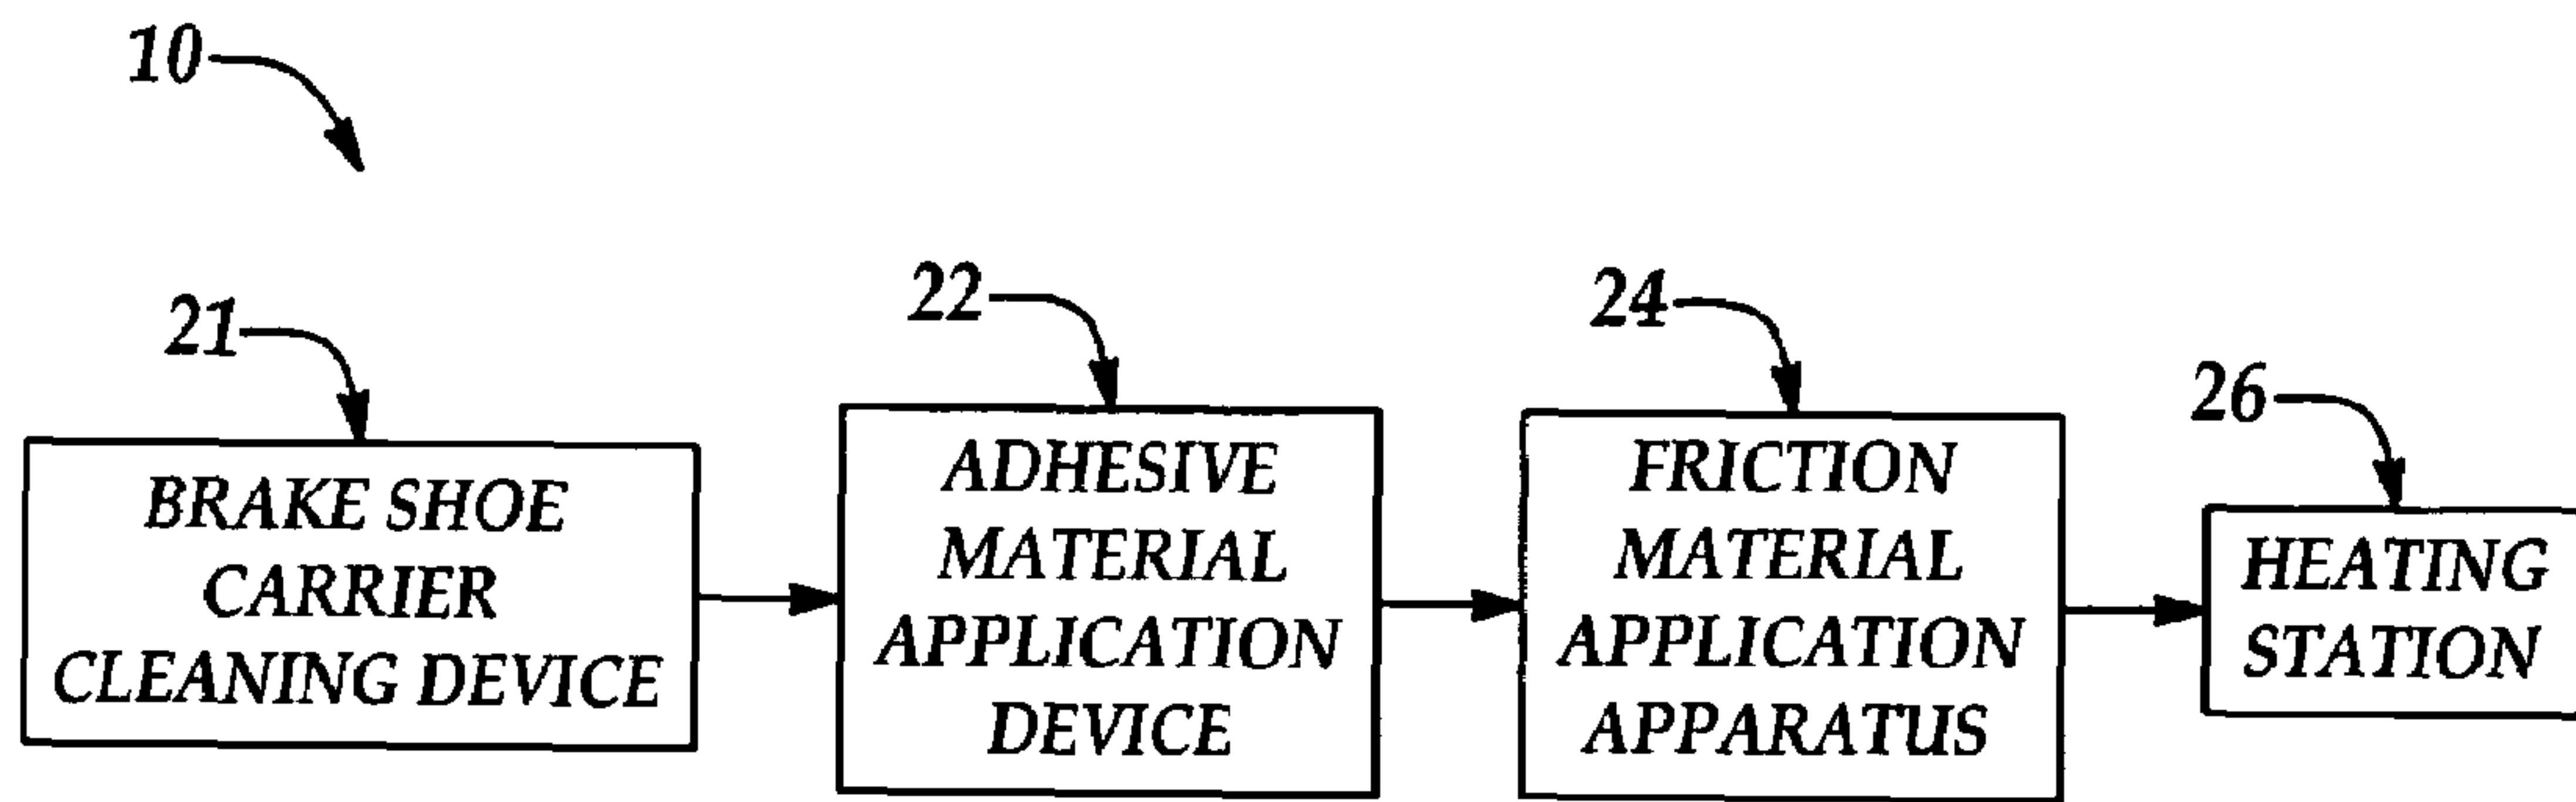 10
21
22
24
26
BRAKE SHOE
CARRIER
CLEANING DEVICE
ADHESIVE
MATERIAL
APPLICATION
DEVICE
FRICTION
MATERIAL
APPLICATION
APPARATUS
HEATING
STATION